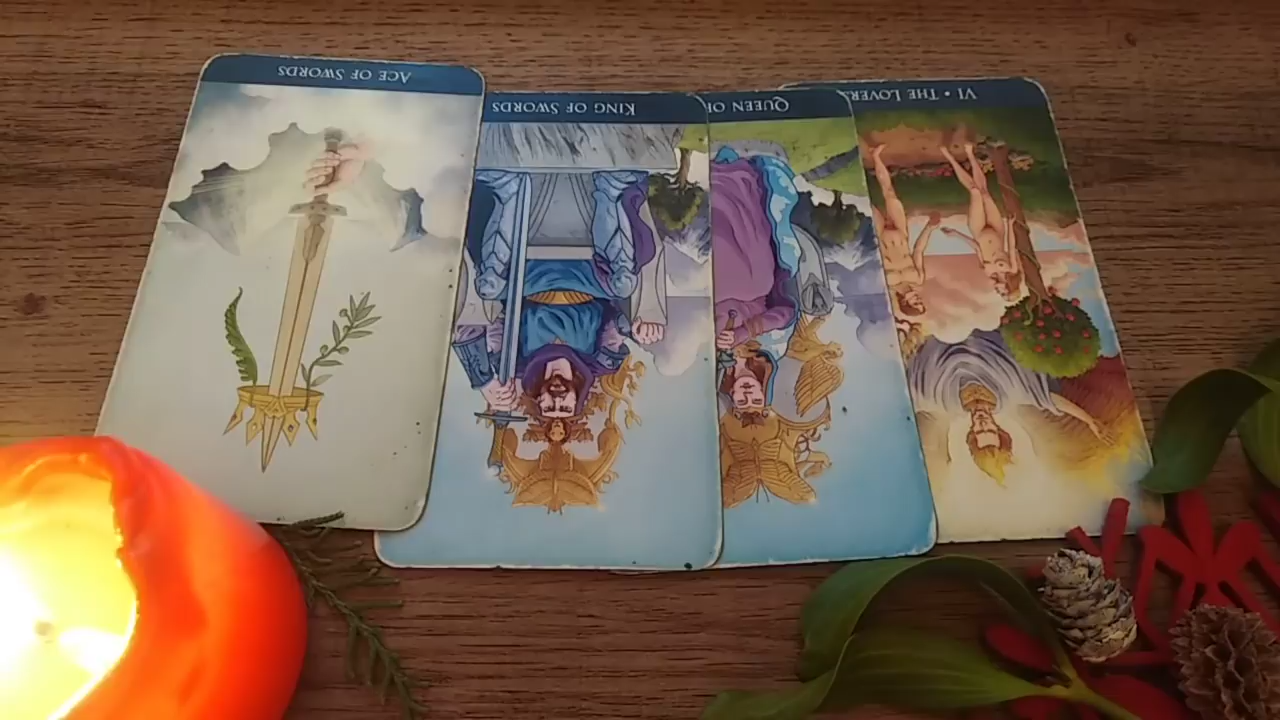 ACE OF SWORDS
KING OF SWORDS
QUEEN OF
VI • THE LOVERS